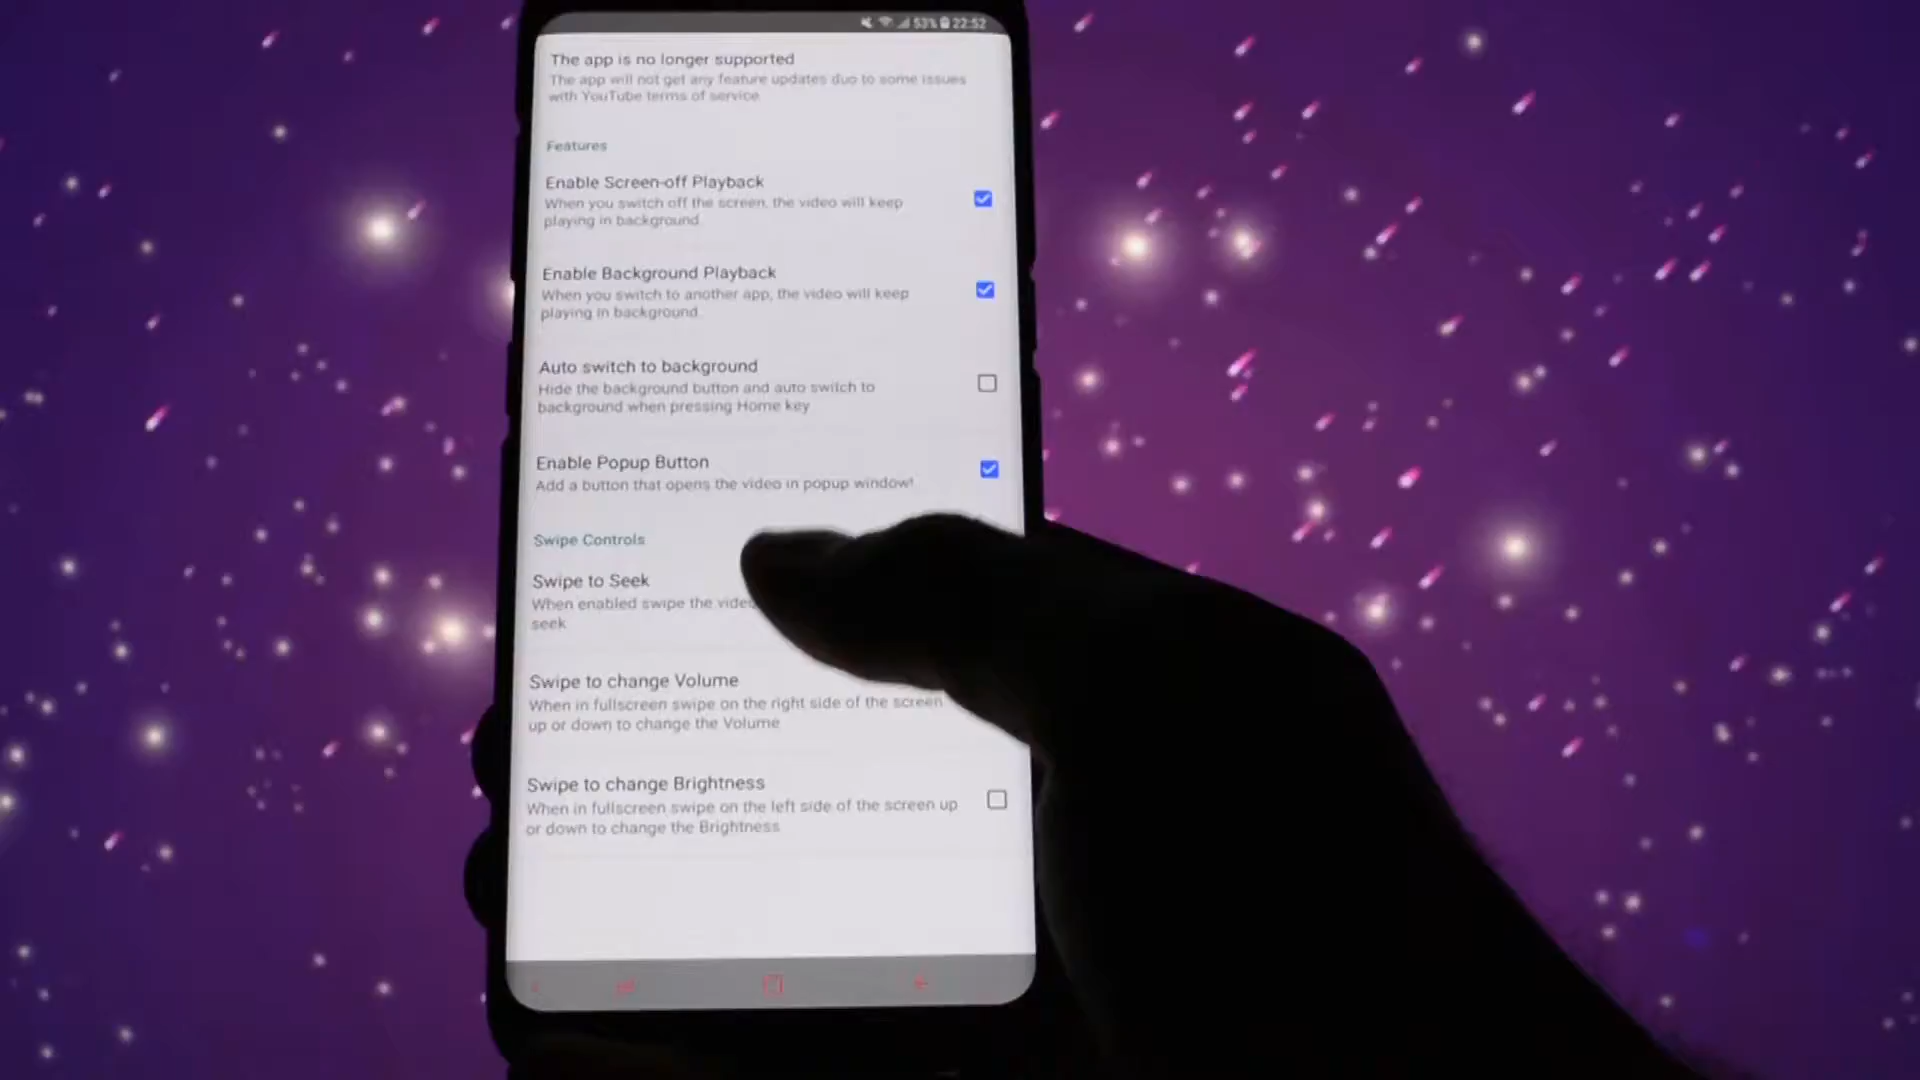 53% 22:52
The app is no longer supported
The app will not get any feature updates duo to some issues
with YouTube terms of service
Features
Enable Screen-off Playback
When you switch off the screen, the video will keep
playing in background
Enable Background Playback
When you switch to another app, the video will keep
playing in background
Auto switch to background
Hide the background button and auto switch to
background when pressing Home key
Enable Popup Button
Add a button that opens the video in popup window!
Swipe Controls
Swipe to Seek
When enabled swipe the video
seek
Swipe to change Volume
When in fullscreen swipe on the right side of the screen
up or down to change the Volume
Swipe to change Brightness
When in fullscreen swipe on the left side of the screen up
or down to change the Brightness